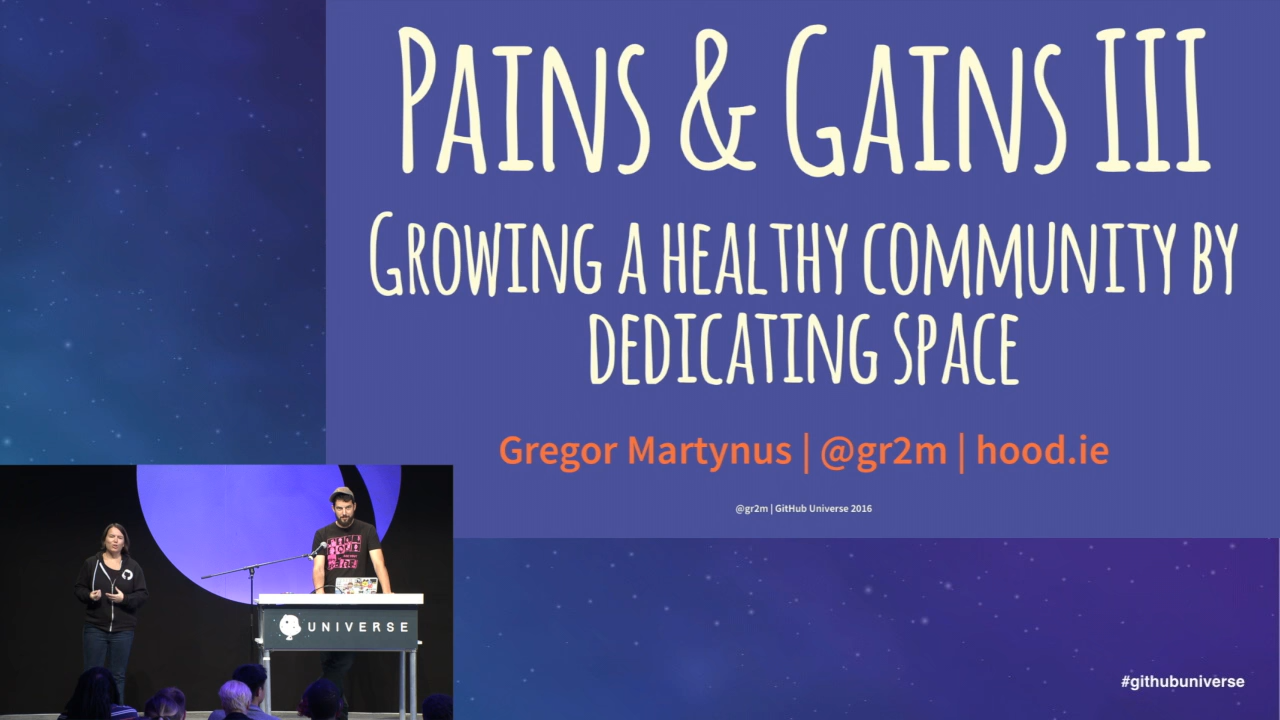 PAINS & GAINS III
GROWING A HEALTHY COMMUNITY BY
DEDICATING SPACE
Gregor Martynus | @gr2m | hood.ie
@gr2m | GitHub Universe 2016
UNIVERSE
#githubuniverse